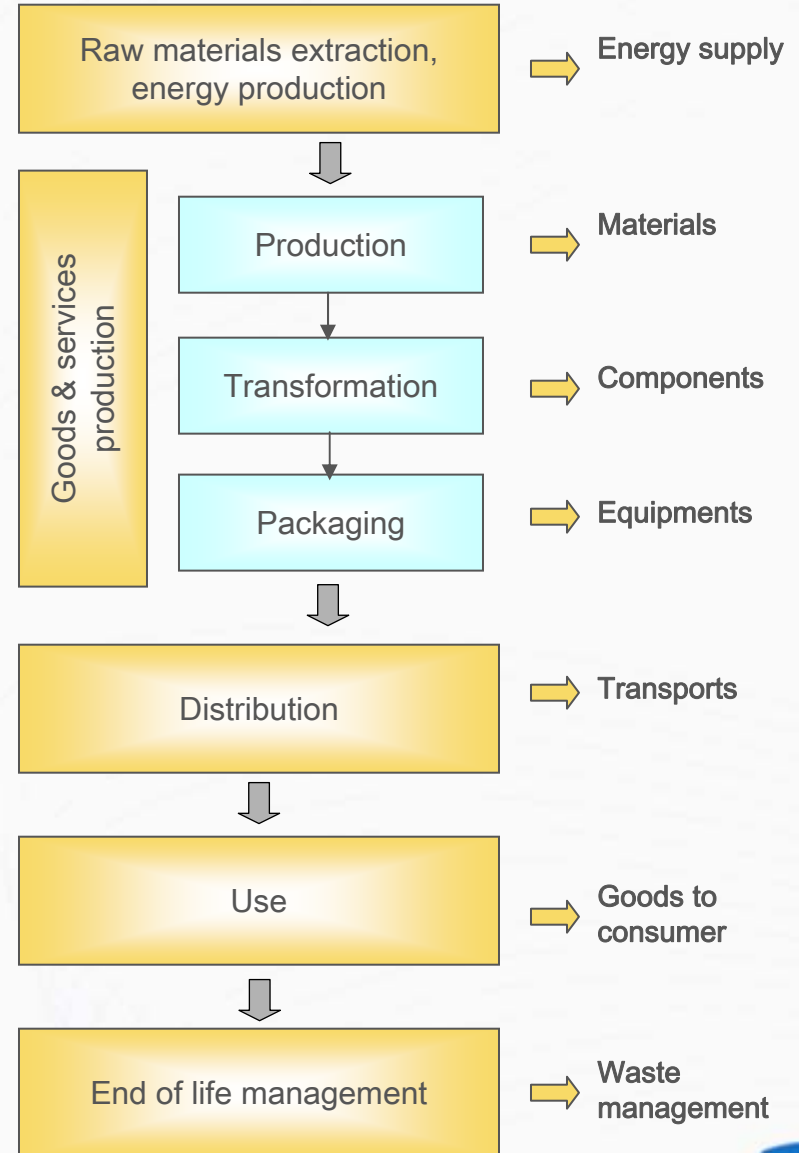 Raw materials extraction,
energy production
Energy supply
Goods & services
production
Production
Materials
Transformation
Components
Packaging
Equipments
Distribution
Transports
Use
Goods to
consumer
End of life management
Waste
management